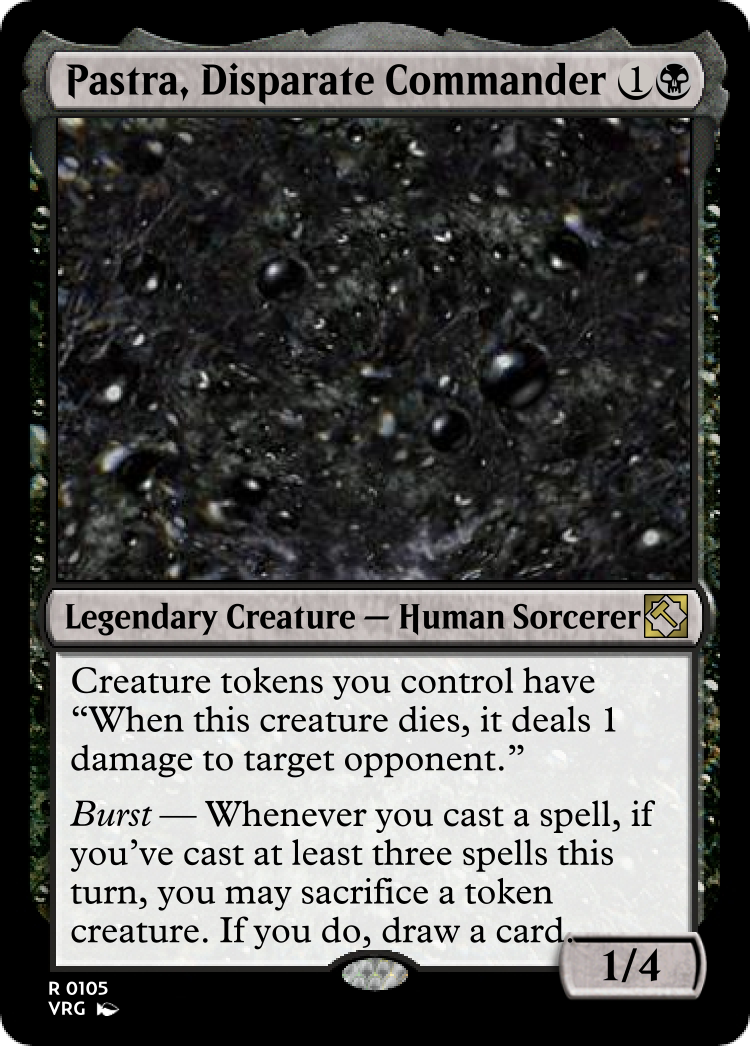 Pastra, Disparate Commander 1
Legendary Creature — Human Sorcerer
Creature tokens you control have
“When this creature dies, it deals 1
damage to target opponent.”
Burst — Whenever you cast a spell, if
you’ve cast at least three spells this
turn, you may sacrifice a token
creature. If you do, draw a card.
1/4
R 0105
VRG